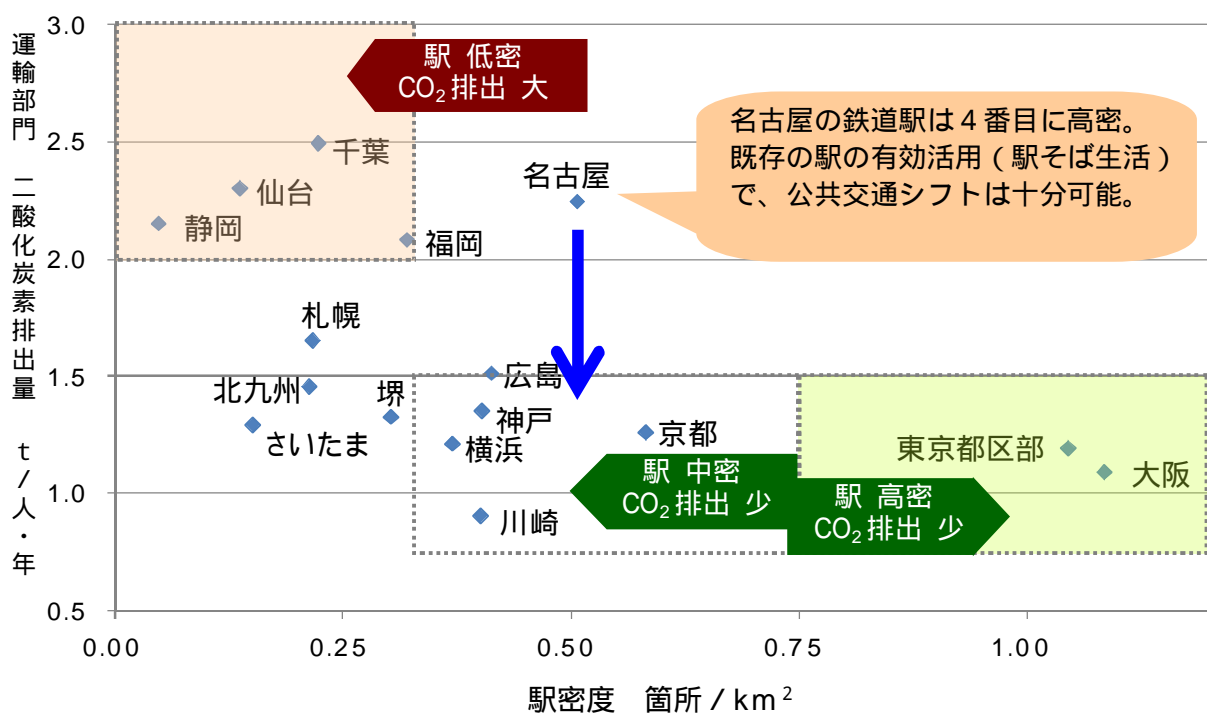 運輸部門 二酸化炭素排出量 t/人・年
3.0
2.5
2.0
1.5
1.0
0.5
0.00
0.25
0.50
0.75
1.00
駅密度 箇所/km²
駅 低密
CO₂排出 大
名古屋の鉄道駅は4番目に高密。
既存の駅の有効活用(駅そば生活)
で、公共交通シフトは十分可能。
千葉
仙台
静岡
福岡
名古屋
札幌
北九州
堺
さいたま
広島
神戸
横浜
川崎
京都
東京都区部
大阪
駅 中密
CO₂排出 少
駅 高密
CO₂排出 少